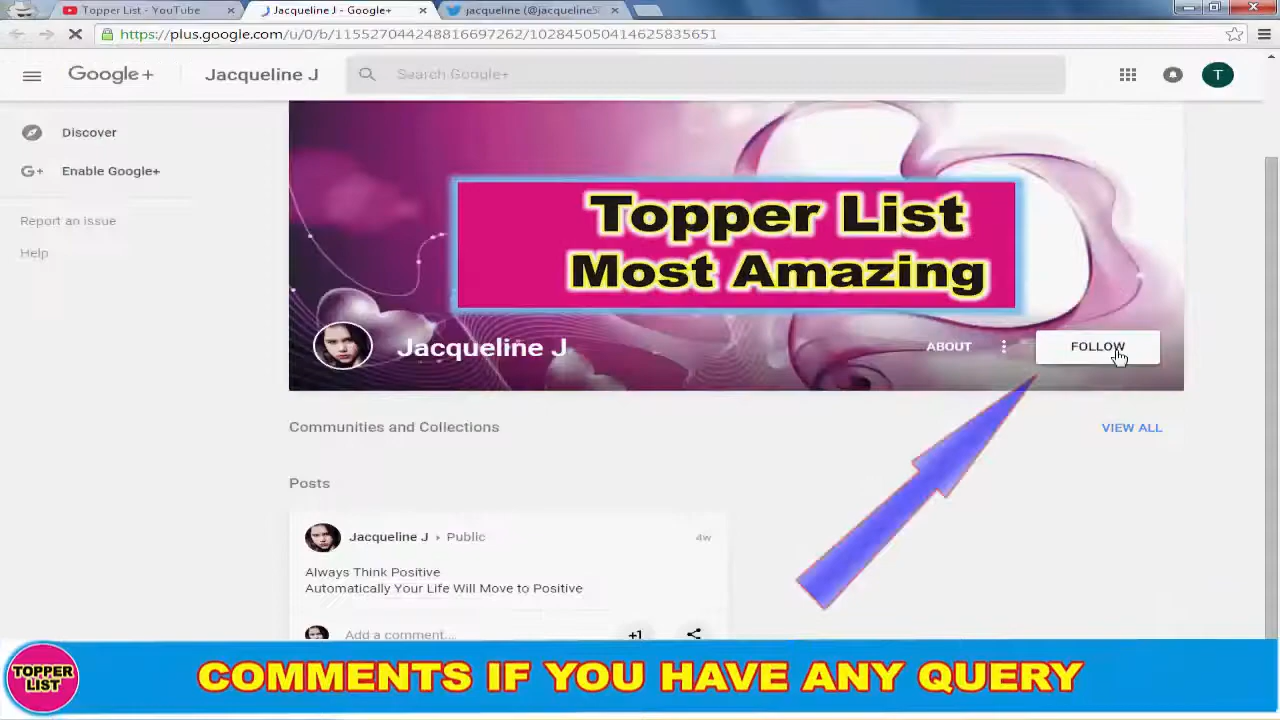 Topper List - YouTube
Jacqueline J - Google+
jacqueline (@jacqueline58
https://plus.google.com/u/0/b/115527044248816697262/102845050414625835651
Google+
Jacqueline J
Search Google+
T
Discover
Enable Google+
Report an issue
Help
Topper List
Most Amazing
Jacqueline J
ABOUT
FOLLOW
Communities and Collections
VIEW ALL
Posts
Jacqueline J
Public
4w
Always Think Positive
Automatically Your Life Will Move to Positive
Add a comment...
+1
TOPPER
LIST
COMMENTS IF YOU HAVE ANY QUERY